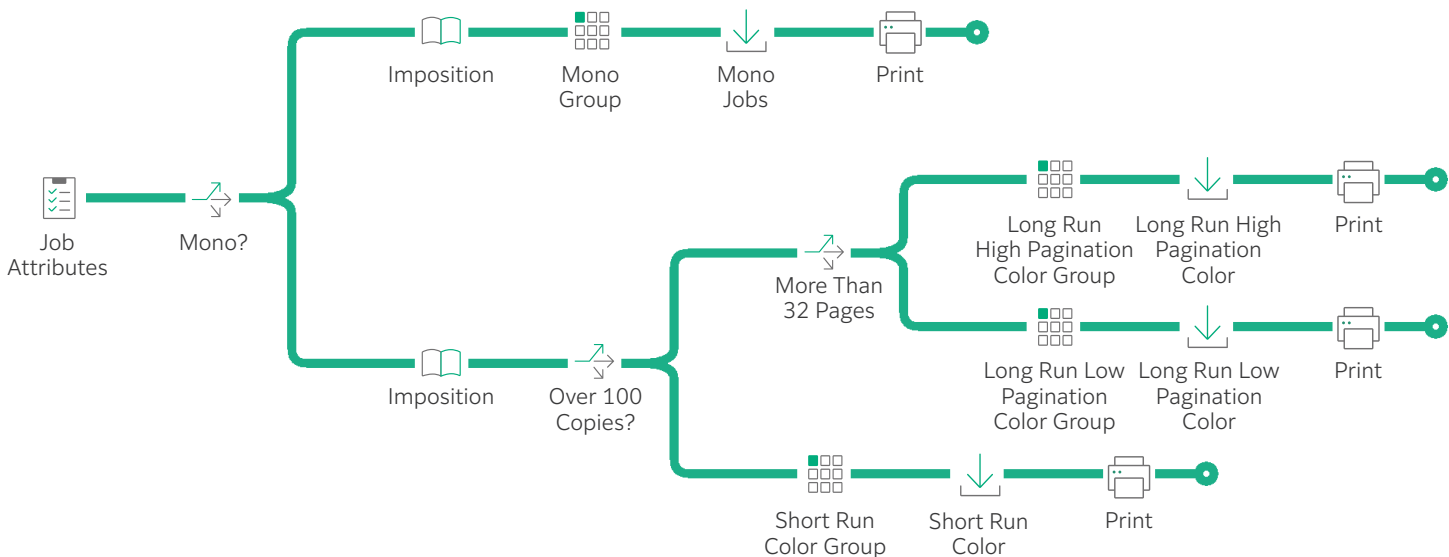 Imposition
Mono
Group
Mono
Jobs
Print
Job
Attributes
Mono?
More Than
32 Pages
Long Run
High Pagination
Color Group
Long Run High
Pagination
Color
Print
Imposition
Over 100
Copies?
Long Run Low
Pagination
Color Group
Long Run Low
Pagination
Color
Print
Short Run
Color Group
Short Run
Color
Print